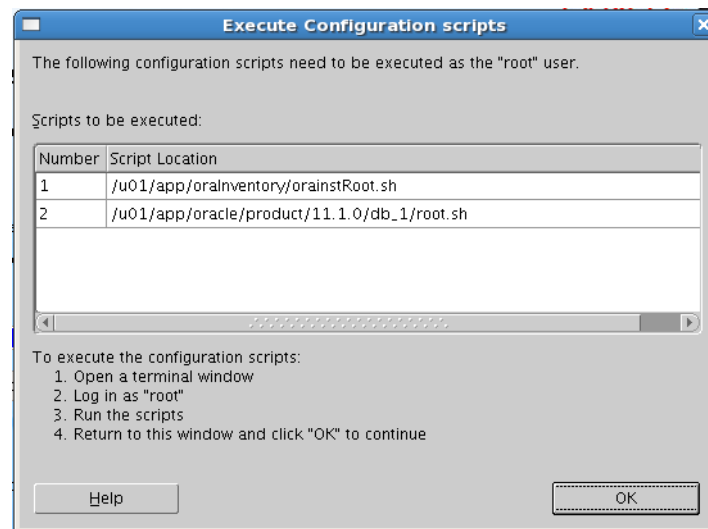 Execute Configuration scripts
The following configuration scripts need to be executed as the "root" user.
Scripts to be executed:
Number Script Location
1 /u01/app/oraInventory/orainstRoot.sh
2 /u01/app/oracle/product/11.1.0/db_1/root.sh
To execute the configuration scripts:
1. Open a terminal window
2. Log in as "root"
3. Run the scripts
4. Return to this window and click "OK" to continue
Help OK